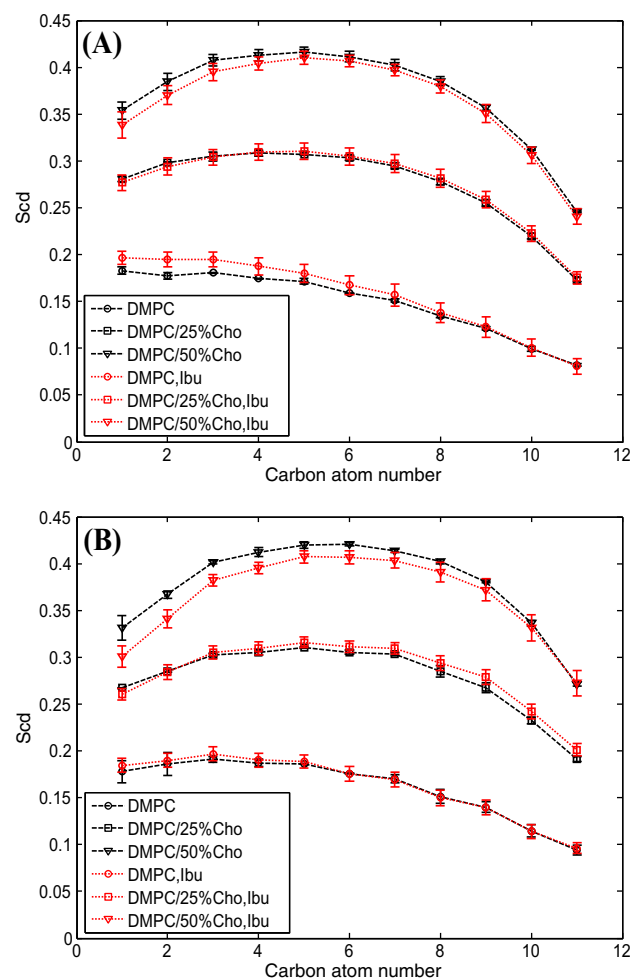 (A)
0.45
0.4
0.35
0.3
0.25
0.2
0.15
0.1
0.05
0
Scd
DMPC
DMPC/25%Cho
DMPC/50%Cho
DMPC,Ibu
DMPC/25%Cho,Ibu
DMPC/50%Cho,Ibu
0 2 4 6 8 10 12
Carbon atom number
(B)
0.45
0.4
0.35
0.3
0.25
0.2
0.15
0.1
0.05
0
Scd
DMPC
DMPC/25%Cho
DMPC/50%Cho
DMPC,Ibu
DMPC/25%Cho,Ibu
DMPC/50%Cho,Ibu
0 2 4 6 8 10 12
Carbon atom number